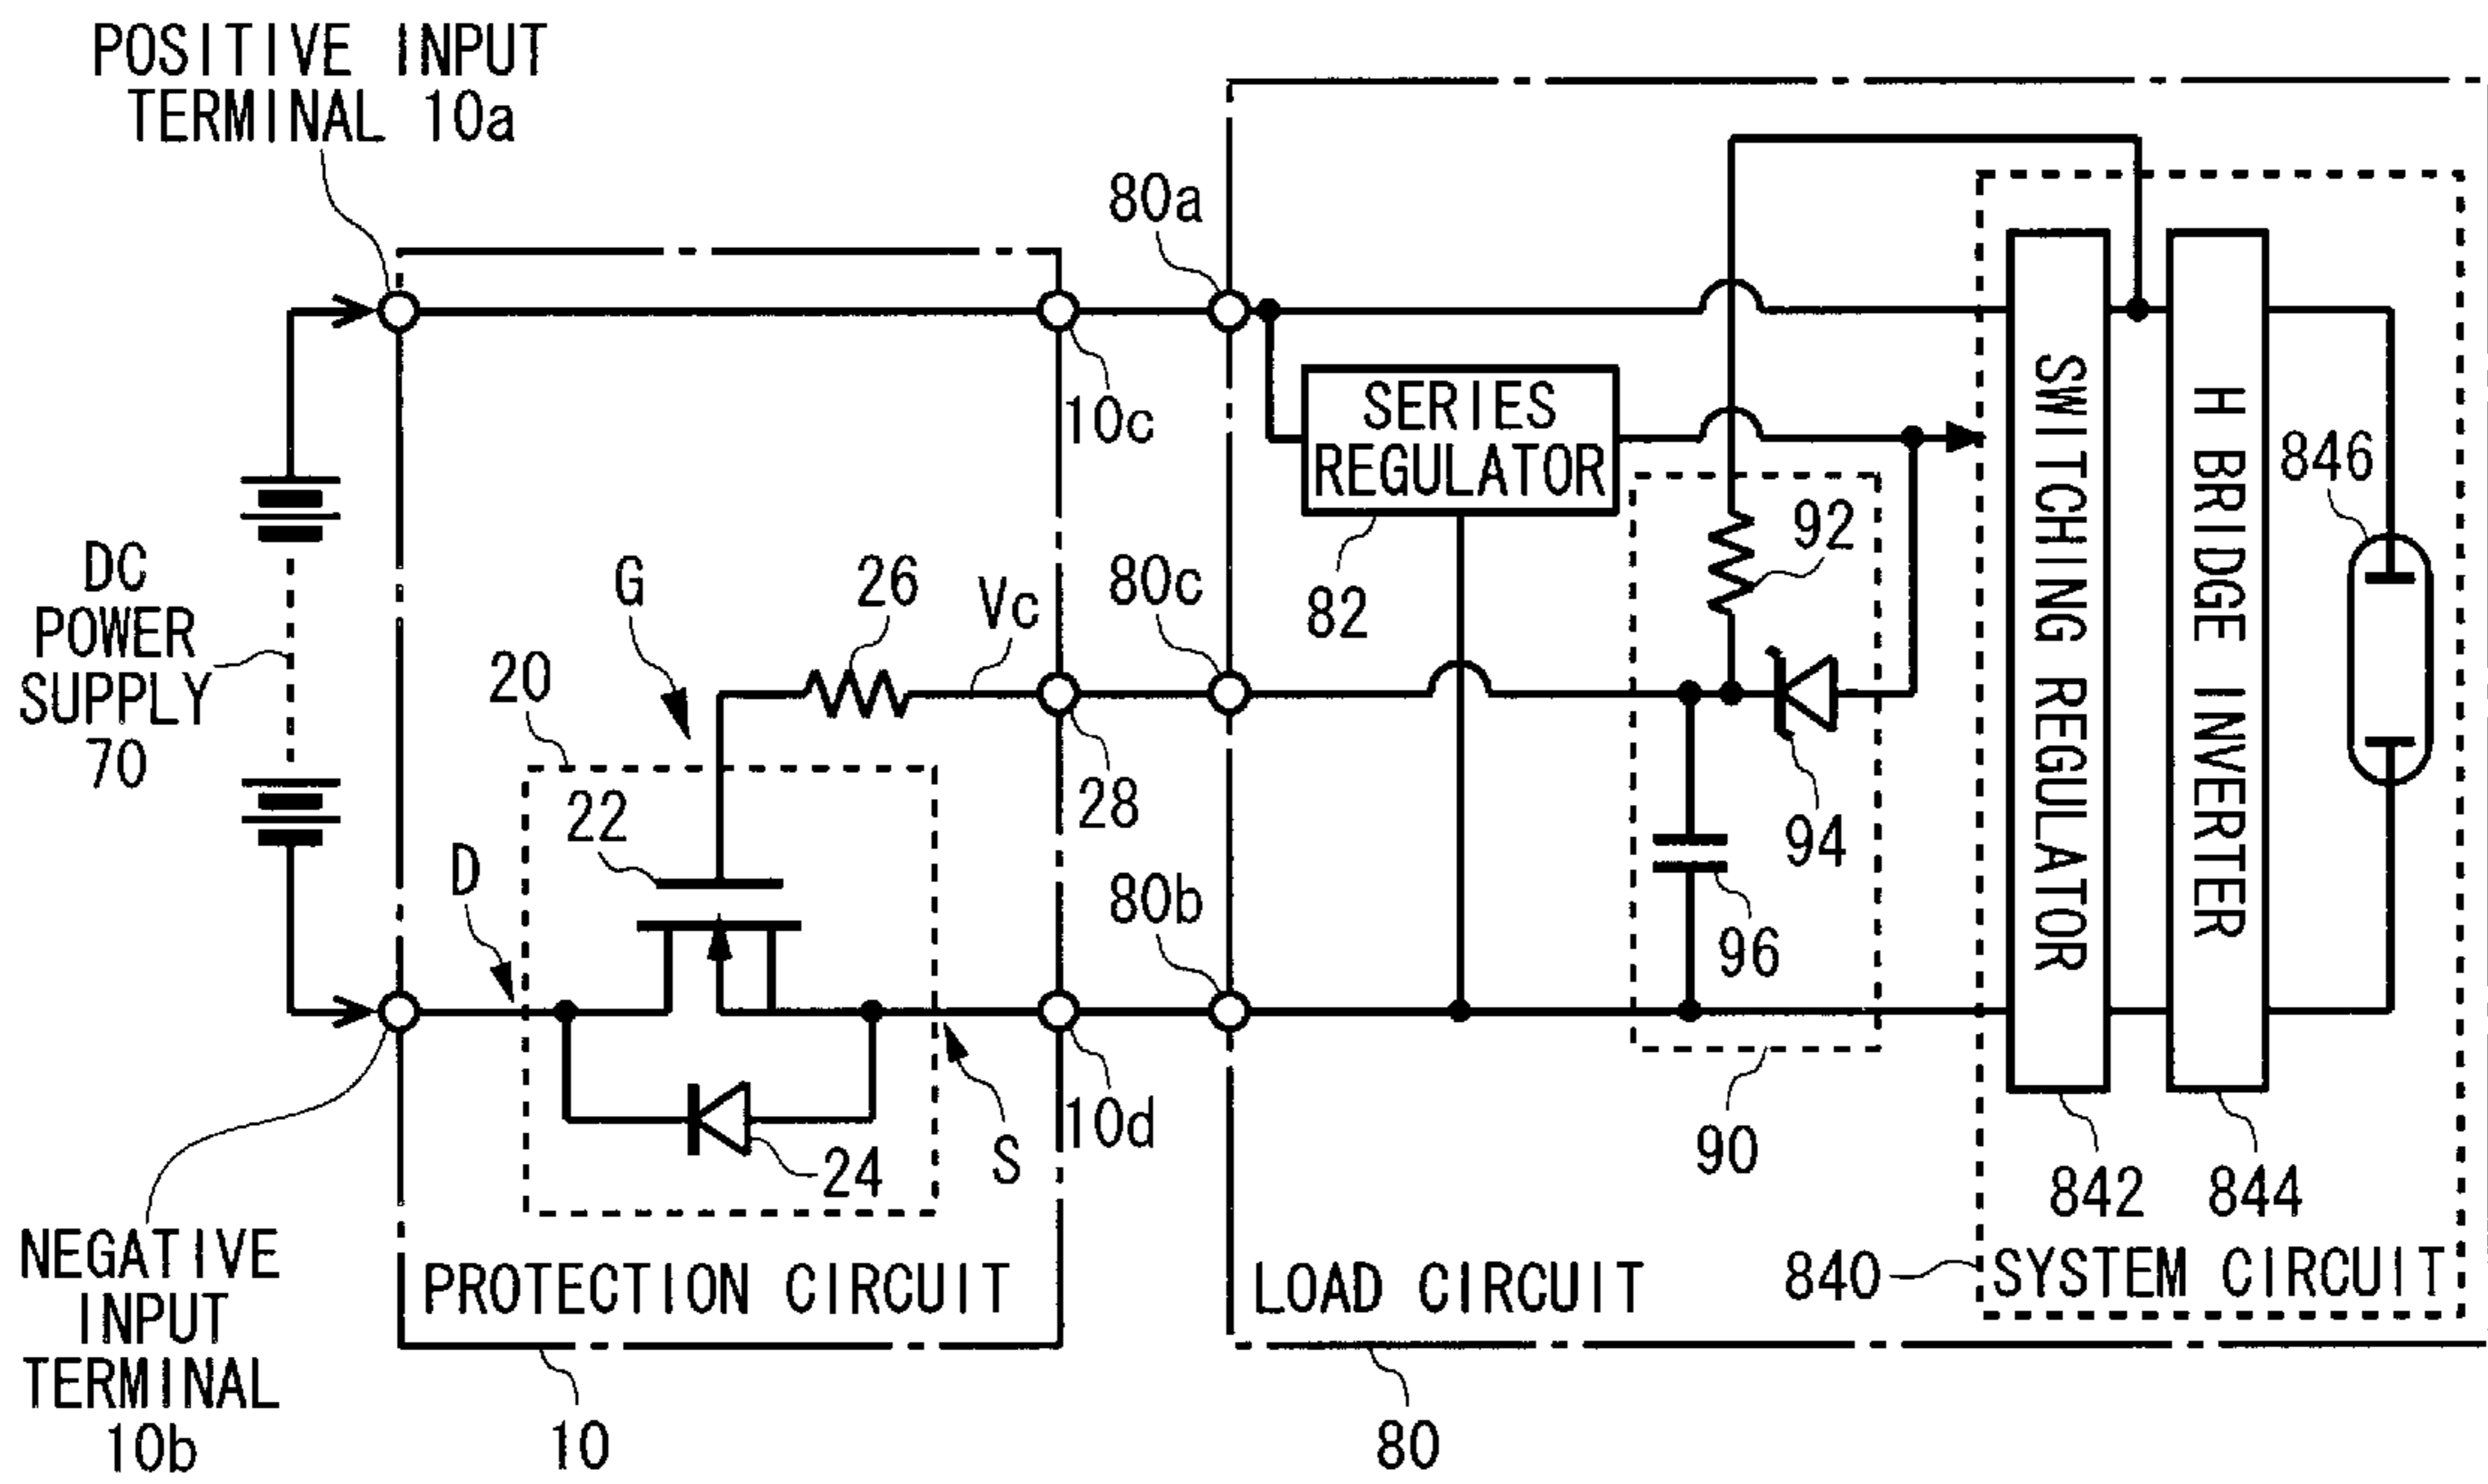 POSITIVE INPUT
TERMINAL 10a
80a
10c
SERIES
REGULATOR
82
SWITCHING REGULATOR
H BRIDGE INVERTER
846
92
DC
POWER
SUPPLY
70
G
26
Vc
80c
20
28
22
94
D
80b
96
24
S
10d
90
842
844
NEGATIVE
INPUT
TERMINAL
10b
PROTECTION CIRCUIT
LOAD CIRCUIT
840
SYSTEM CIRCUIT
10
80